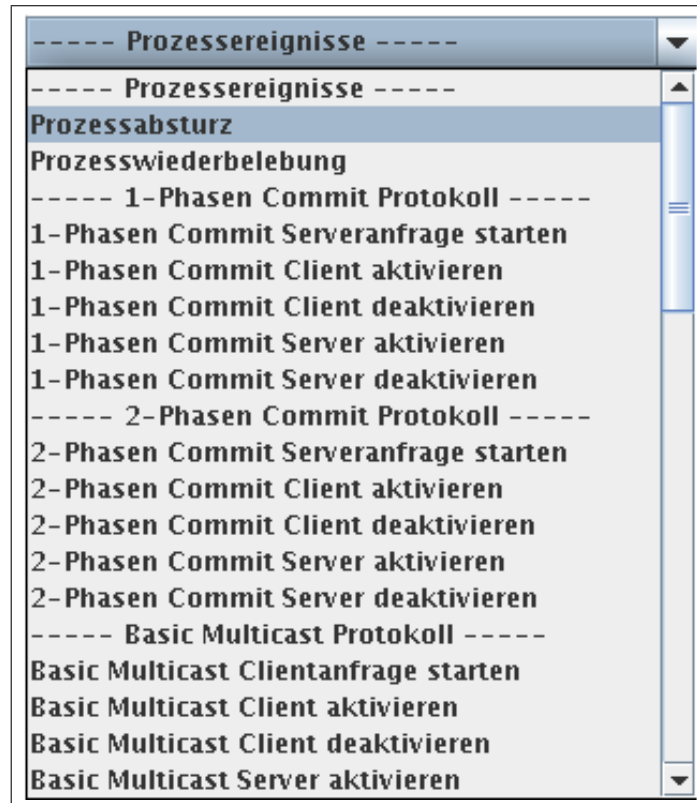 ----- Prozessereignisse -----
----- Prozessereignisse -----
Prozessabsturz
Prozesswiederbelebung
----- 1-Phasen Commit Protokoll -----
1-Phasen Commit Serveranfrage starten
1-Phasen Commit Client aktivieren
1-Phasen Commit Client deaktivieren
1-Phasen Commit Server aktivieren
1-Phasen Commit Server deaktivieren
----- 2-Phasen Commit Protokoll -----
2-Phasen Commit Serveranfrage starten
2-Phasen Commit Client aktivieren
2-Phasen Commit Client deaktivieren
2-Phasen Commit Server aktivieren
2-Phasen Commit Server deaktivieren
----- Basic Multicast Protokoll -----
Basic Multicast Clientanfrage starten
Basic Multicast Client aktivieren
Basic Multicast Client deaktivieren
Basic Multicast Server aktivieren